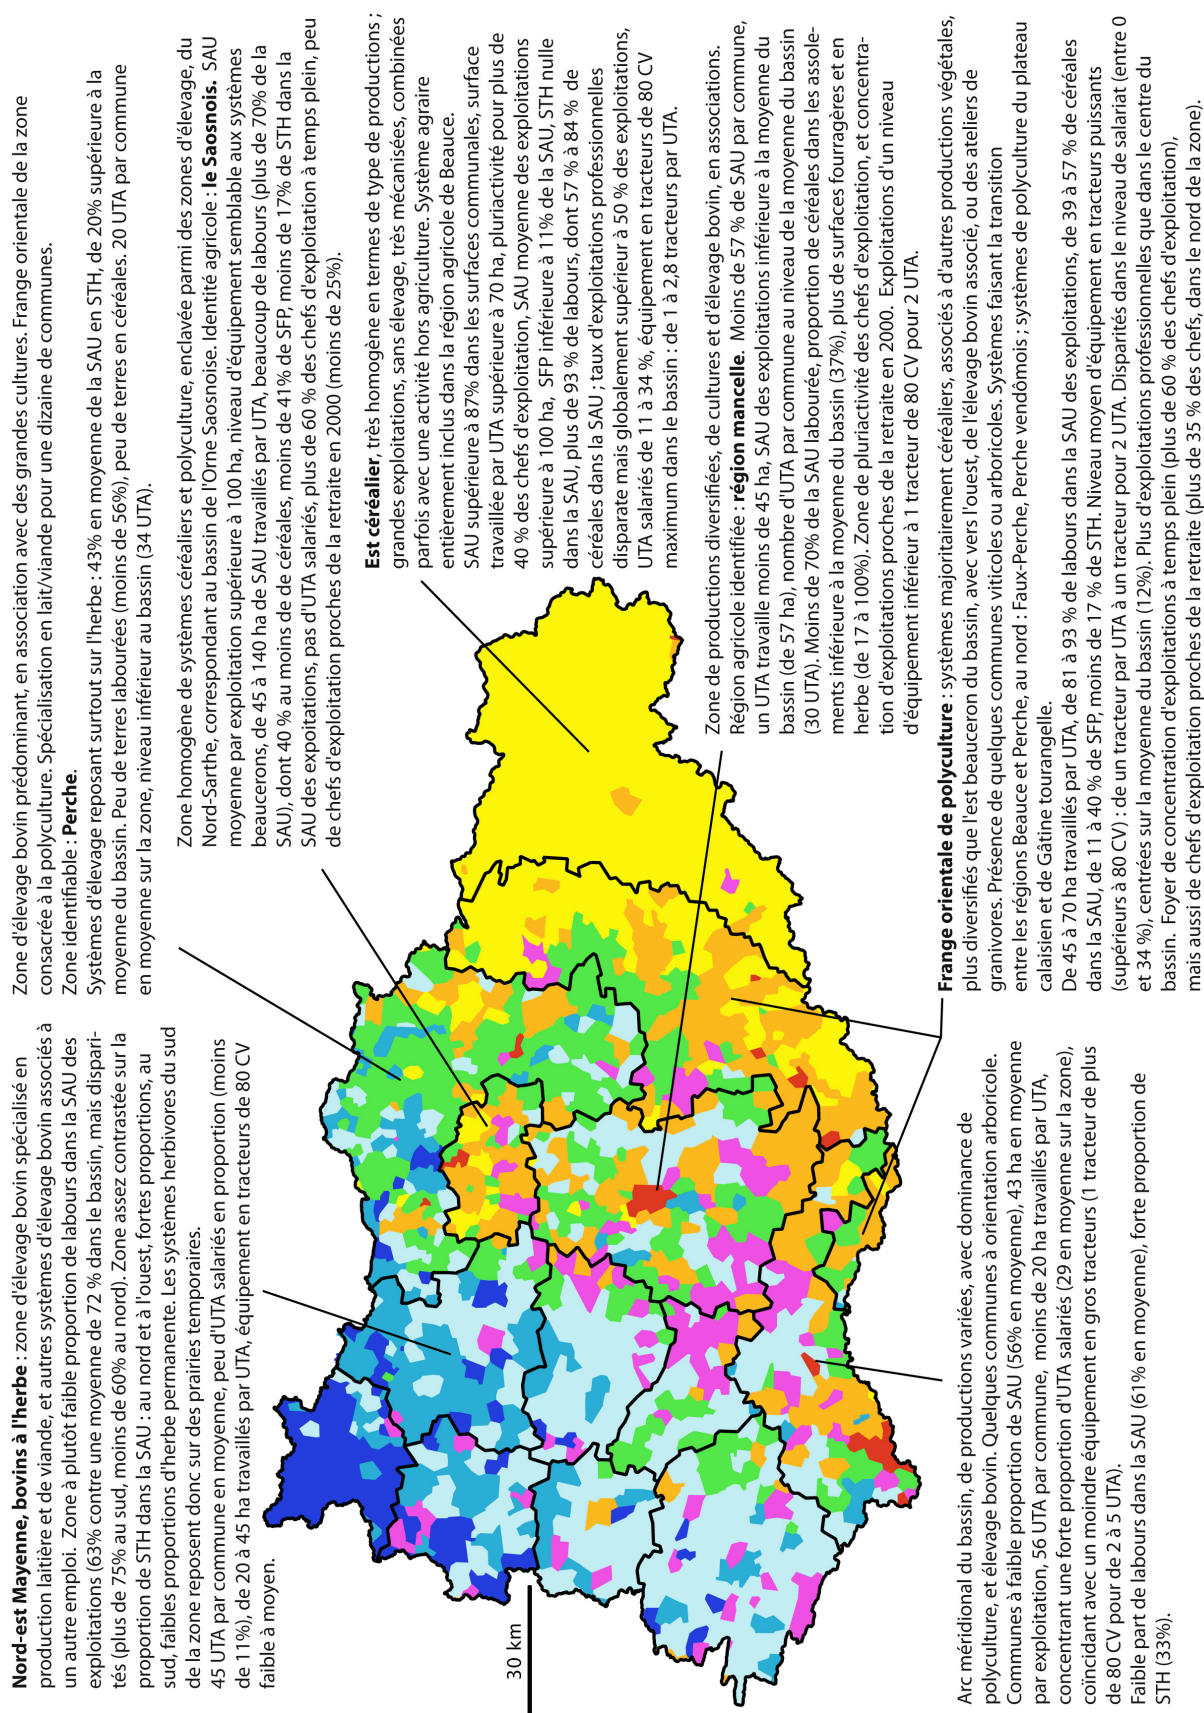 Nord-est Mayenne, bovins à l'herbe : zone d'élevage bovin spécialisé en
production laitière et de viande, et autres systèmes d'élevage bovin associés à
un autre emploi. Zone à plutôt faible proportion de labours dans la SAU des
exploitations (63% contre une moyenne de 72 % dans le bassin, mais dispari-
tés (plus de 75% au sud, moins de 60% au nord). Zone assez contrastée sur la
proportion de STH dans la SAU : au nord et à l'ouest, fortes proportions, au
sud, faibles proportions d'herbe permanente. Les systèmes herbivores du sud
de la zone reposent donc sur des prairies temporaires.
45 UTA par commune en moyenne, peu d'UTA salariés en proportion (moins
de 11%), de 20 à 45 ha travaillés par UTA, équipement en tracteurs de 80 CV
faible à moyen.
Zone d'élevage bovin prédominant, en association avec des grandes cultures. Frange orientale de la zone
consacrée à la polyculture. Spécialisation en lait/viande pour une dizaine de communes.
Zone identifiable : Perche.
Systèmes d'élevage reposant surtout sur l'herbe : 43% en moyenne de la SAU en STH, de 20% supérieure à la
moyenne du bassin. Peu de terres labourées (moins de 56%), peu de terres en céréales. 20 UTA par commune
en moyenne sur la zone, niveau inférieur au bassin (34 UTA).
Zone homogène de systèmes céréaliers et polyculture, enclavée parmi des zones d'élevage, du
Nord-Sarthe, correspondant au bassin de l'Orne Saosnoise. Identité agricole : le Saosnois. SAU
moyenne par exploitation supérieure à 100 ha, niveau d'équipement semblable aux systèmes
beaucerons, de 45 à 140 ha de SAU travaillés par UTA, beaucoup de labours (plus de 70% de la
SAU), dont 40 % au moins de céréales, moins de 41% de SFP, moins de 17% de STH dans la
SAU des expoitations, pas d'UTA salariés, plus de 60 % des chefs d'exploitation à temps plein, peu
de chefs d'exploitation proches de la retraite en 2000 (moins de 25%).
Est céréalier, très homogène en termes de type de productions ;
grandes exploitations, sans élevage, très mécanisées, combinées
parfois avec une activité hors agriculture. Système agraire
entièrement inclus dans la région agricole de Beauce.
SAU supérieure à 87% dans les surfaces communales, surface
travaillée par UTA supérieure à 70 ha, pluriactivité pour plus de
40 % des chefs d'exploitation, SAU moyenne des exploitations
supérieure à 100 ha, SFP inférieure à 11% de la SAU, STH nulle
dans la SAU, plus de 93 % de labours, dont 57 % à 84 % de
céréales dans la SAU ; taux d'exploitations professionnelles
disparate mais globalement supérieur à 50 % des exploitations,
UTA salariés de 11 à 34 %, équipement en tracteurs de 80 CV
maximum dans le bassin : de 1 à 2,8 tracteurs par UTA.
Zone de productions diversifiées, de cultures et d'élevage bovin, en associations.
Région agricole identifiée : région mancelle. Moins de 57 % de SAU par commune,
un UTA travaille moins de 45 ha, SAU des exploitations inférieure à la moyenne du
bassin (de 57 ha), nombre d'UTA par commune au niveau de la moyenne du bassin
(30 UTA). Moins de 70% de la SAU labourée, proportion de céréales dans les assole-
ments inférieure à la moyenne du bassin (37%), plus de surfaces fourragères et en
herbe (de 17 à 100%). Zone de pluriactivité des chefs d'exploitation, et concentra-
tion d'exploitations proches de la retraite en 2000. Exploitations d'un niveau
d'équipement inférieur à 1 tracteur de 80 CV pour 2 UTA.
30 km
Arc méridional du bassin, de productions variées, avec dominance de
polyculture, et élevage bovin. Quelques communes à orientation arboricole.
Communes à faible proportion de SAU (56% en moyenne), 43 ha en moyenne
par exploitation, 56 UTA par commune, moins de 20 ha travaillés par UTA,
concentrant une forte proportion d'UTA salariés (29 en moyenne sur la zone),
coïncidant avec un moindre équipement en gros tracteurs (1 tracteur de plus
de 80 CV pour de 2 à 5 UTA).
Faible part de labours dans la SAU (61% en moyenne), forte proportion de
STH (33%).
Frange orientale de polyculture : systèmes majoritairement céréaliers, associés à d'autres productions végétales,
plus diversifiés que l'est beauceron du bassin, avec vers l'ouest, de l'élevage bovin associé, ou des ateliers de
granivores. Présence de quelques communes viticoles ou arboricoles. Systèmes faisant la transition
entre les régions Beauce et Perche, au nord : Faux-Perche, Perche vendômois ; systèmes de polyculture du plateau
calaisien et de Gâtine tourangelle.
De 45 à 70 ha travaillés par UTA, de 81 à 93 % de labours dans la SAU des exploitations, de 39 à 57 % de céréales
dans la SAU, de 11 à 40 % de SFP, moins de 17 % de STH. Niveau moyen d'équipement en tracteurs puissants
(supérieurs à 80 CV) : de un tracteur par UTA à un tracteur pour 2 UTA. Disparités dans le niveau de salariat (entre 0
et 34 %), centrées sur la moyenne du bassin (12%). Plus d'exploitations professionnelles que dans le centre du
bassin. Foyer de concentration d'exploitations à temps plein (plus de 60 % des chefs d'exploitation),
mais aussi de chefs d'exploitation proches de la retraite (plus de 35 % des chefs, dans le nord de la zone).